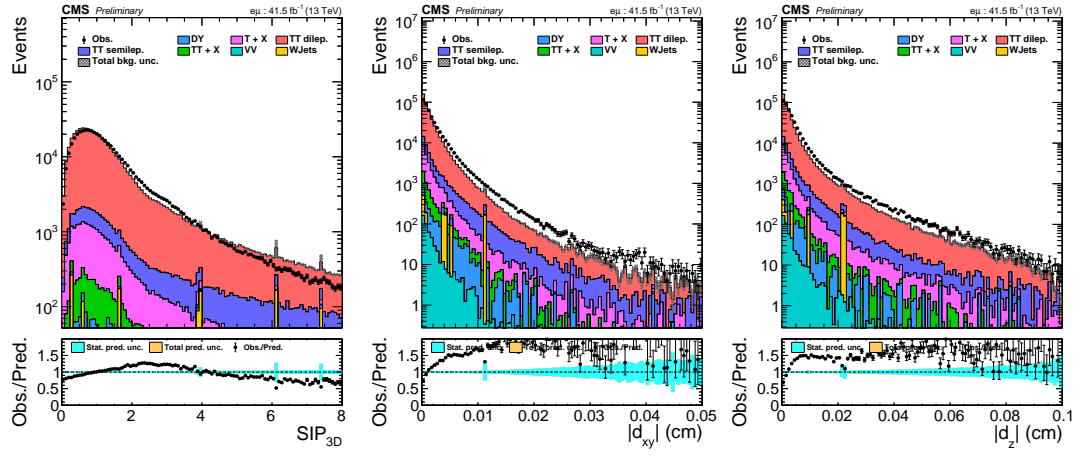 CMS Preliminary eμ : 41.5 fb⁻¹ (13 TeV)
Events
Obs. DY T + X TT dilep.
TT semilep. TT + X VV WJets
Total bkg. unc.
10⁵
10⁴
10³
10²
Stat. pred. unc. Total pred. unc. Obs./Pred.
Obs./Pred.
1.5
1
0.5
0
0 2 4 6 8
SIP₃D
CMS Preliminary eμ : 41.5 fb⁻¹ (13 TeV)
Events
Obs. DY T + X TT dilep.
TT semilep. TT + X VV WJets
Total bkg. unc.
10⁷
10⁶
10⁵
10⁴
10³
10²
10
1
Stat. pred. unc. Obs./Pred.
Obs./Pred.
1.5
1
0.5
0
0 0.01 0.02 0.03 0.04 0.05
|d_xy| (cm)
CMS Preliminary eμ : 41.5 fb⁻¹ (13 TeV)
Events
Obs. DY T + X TT dilep.
TT semilep. TT + X VV WJets
Total bkg. unc.
10⁷
10⁶
10⁵
10⁴
10³
10²
10
1
Stat. pred. unc.
Obs./Pred.
1.5
1
0.5
0
0 0.02 0.04 0.06 0.08 0.1
|d_z| (cm)